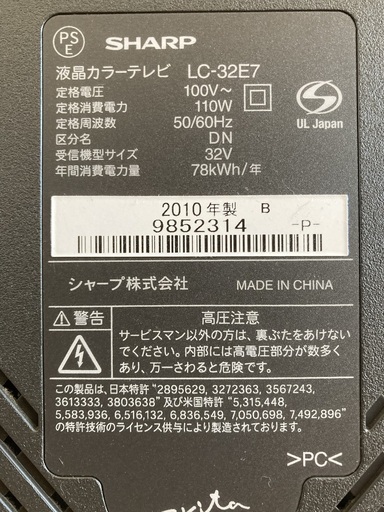 PS E SHARP
液晶カラーテレビ LC-32E7
定格電圧 100V～
定格消費電力 110W
定格周波数 50/60Hz
区分名 DN
受信機型サイズ 32V
年間消費電力量 78kWh/年
UL Japan
2010年製 B
9852314 -P-
シャープ株式会社 MADE IN CHINA
⚠警告 高圧注意
サービスマン以外の方は、裏ぶたをあけない
でください。内部には高電圧部分が数多く
あり、万一さわると危険です。
この製品は、日本特許 "2895629, 3272363, 3567243,
3613333, 3803638" 及び米国特許 "5,315,448,
5,583,936, 6,516,132, 6,836,549, 7,050,698, 7,492,896"
の特許技術のライセンス供与により製造されています。
>PC<